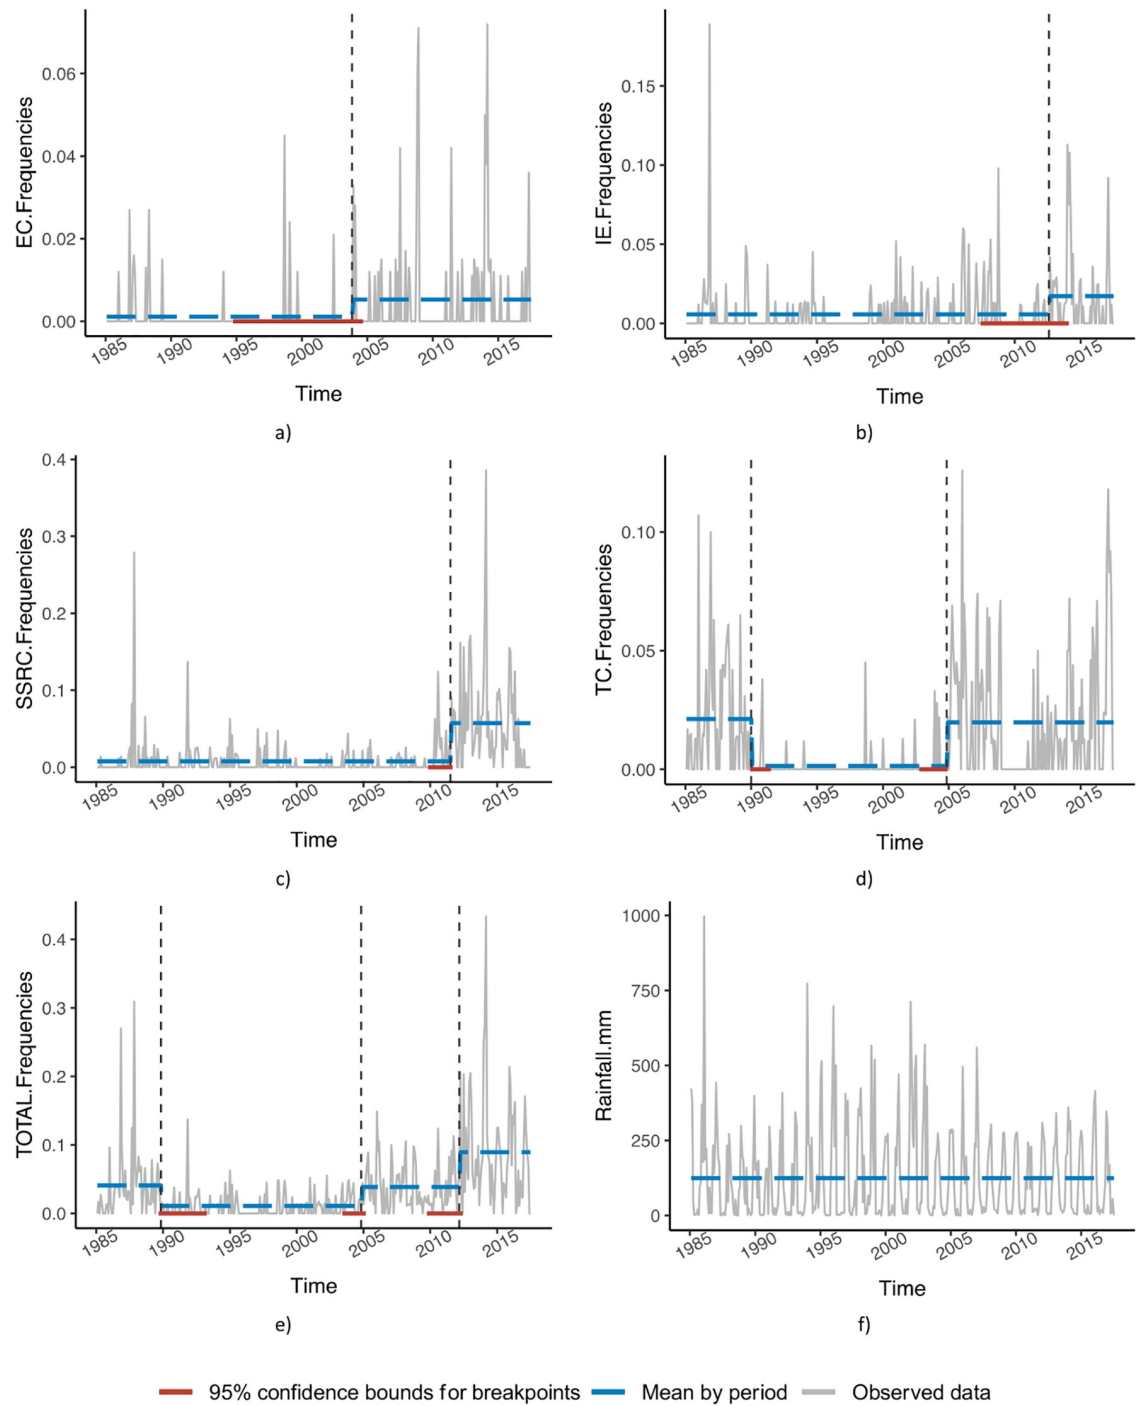 EC.Frequencies
0.06
0.04
0.02
0.00
1985 1990 1995 2000 2005 2010 2015
Time
a)
IE.Frequencies
0.15
0.10
0.05
0.00
1985 1990 1995 2000 2005 2010 2015
Time
b)
SSRC.Frequencies
0.4
0.3
0.2
0.1
0.0
1985 1990 1995 2000 2005 2010 2015
Time
c)
TC.Frequencies
0.10
0.05
0.00
1985 1990 1995 2000 2005 2010 2015
Time
d)
TOTAL.Frequencies
0.4
0.3
0.2
0.1
0.0
1985 1990 1995 2000 2005 2010 2015
Time
e)
Rainfall.mm
1000
750
500
250
0
1985 1990 1995 2000 2005 2010 2015
Time
f)
95% confidence bounds for breakpoints Mean by period Observed data